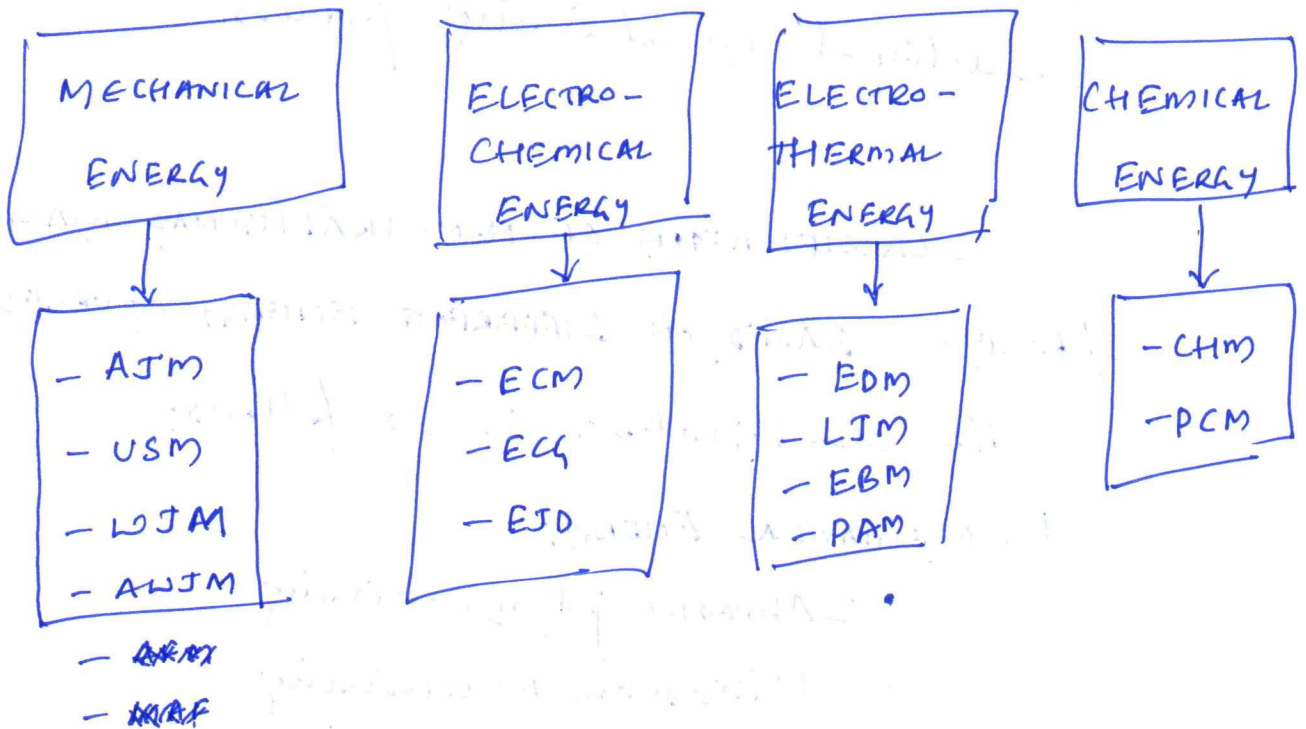 MECHANICAL
ENERGY
ELECTRO-
CHEMICAL
ENERGY
ELECTRO-
THERMAL
ENERGY
CHEMICAL
ENERGY
- AJM
- USM
- WJM
- AWJM
- ECM
- ECG
- EJD
- EDM
- LJM
- EBM
- PAM
- CHM
- PCM